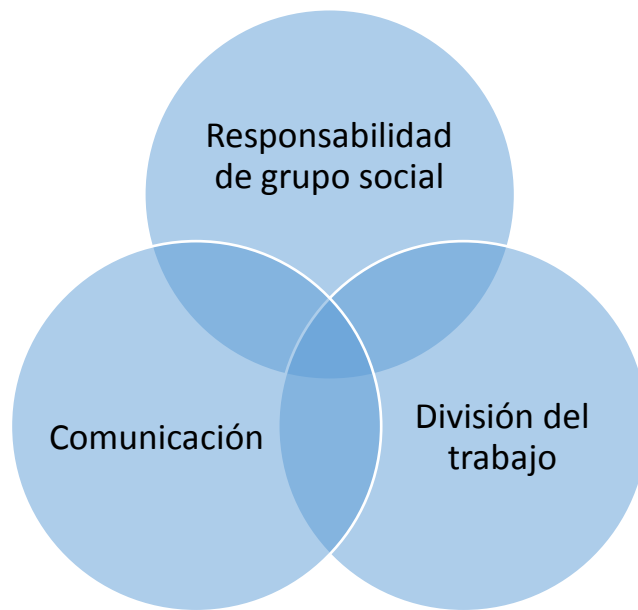 Responsabilidad
de grupo social
Comunicación
División del
trabajo